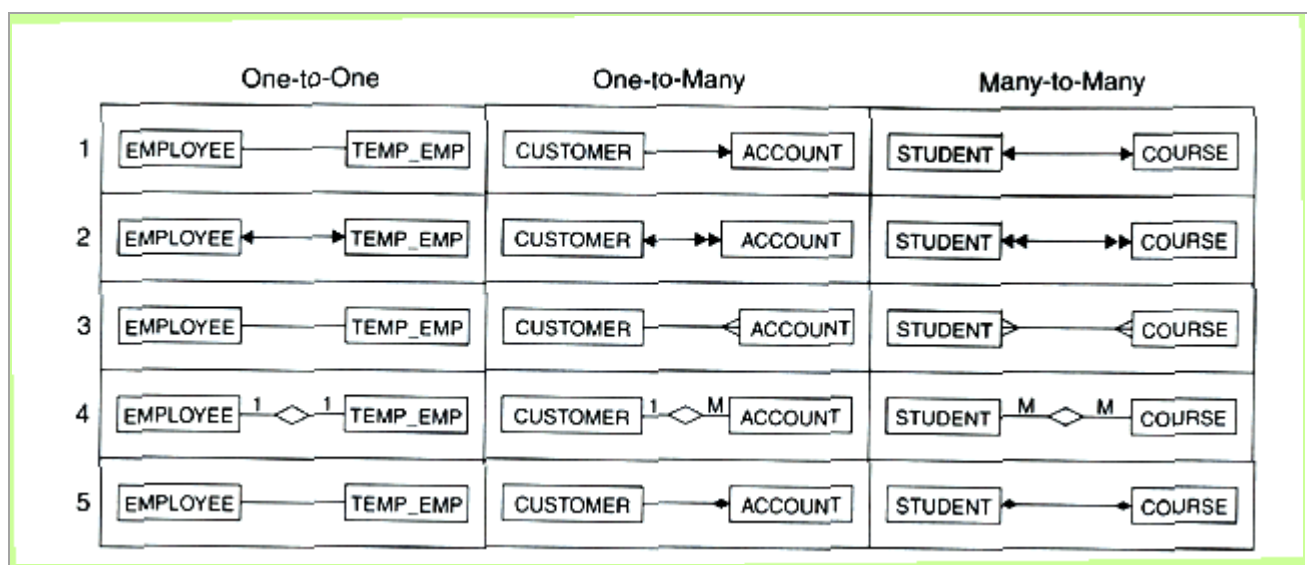 One-to-One One-to-Many Many-to-Many
1 EMPLOYEE TEMP_EMP CUSTOMER ACCOUNT STUDENT COURSE
2 EMPLOYEE TEMP_EMP CUSTOMER ACCOUNT STUDENT COURSE
3 EMPLOYEE TEMP_EMP CUSTOMER ACCOUNT STUDENT COURSE
4 EMPLOYEE 1 1 TEMP_EMP CUSTOMER 1 M ACCOUNT STUDENT M M COURSE
5 EMPLOYEE TEMP_EMP CUSTOMER ACCOUNT STUDENT COURSE